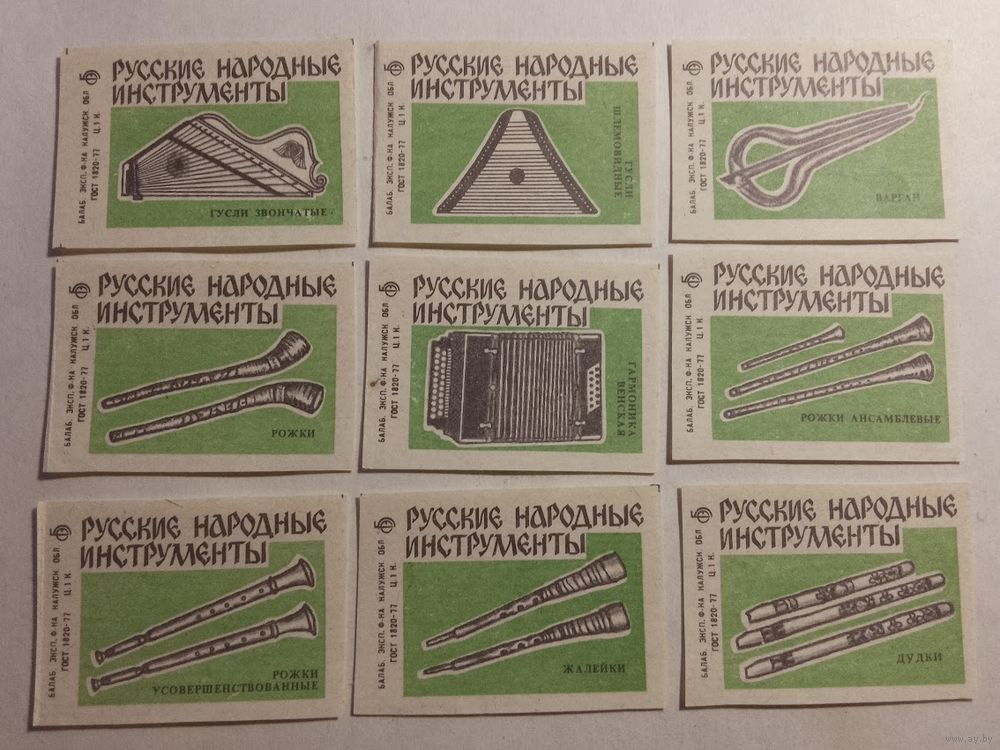 РУССКИЕ НАРОДНЫЕ
ИНСТРУМЕНТЫ
БАЛАБ. ЭКСП. Ф-КА КАЛУЖСК ОБЛ
ГОСТ 1820-77 Ц. 1 К.
ГУСЛИ ЗВОНЧАТЫЕ
РУССКИЕ НАРОДНЫЕ
ИНСТРУМЕНТЫ
БАЛАБ. ЭКСП. Ф-КА КАЛУЖСК ОБЛ
ГОСТ 1820-77 Ц. 1 К.
ГУСЛИ
ШЛЕМОВИДНЫЕ
РУССКИЕ НАРОДНЫЕ
ИНСТРУМЕНТЫ
БАЛАБ. ЭКСП. Ф-КА КАЛУЖСК ОБЛ
ГОСТ 1820-77 Ц. 1 К.
ВАРГАН
РУССКИЕ НАРОДНЫЕ
ИНСТРУМЕНТЫ
БАЛАБ. ЭКСП. Ф-КА КАЛУЖСК ОБЛ
ГОСТ 1820-77 Ц. 1 К.
РОЖКИ
РУССКИЕ НАРОДНЫЕ
ИНСТРУМЕНТЫ
БАЛАБ. ЭКСП. Ф-КА КАЛУЖСК ОБЛ
ГОСТ 1820-77 Ц. 1 К.
ГАРМОНИКА
ВЕНСКАЯ
РУССКИЕ НАРОДНЫЕ
ИНСТРУМЕНТЫ
БАЛАБ. ЭКСП. Ф-КА КАЛУЖСК ОБЛ
ГОСТ 1820-77 Ц. 1 К.
РОЖКИ АНСАМБЛЕВЫЕ
РУССКИЕ НАРОДНЫЕ
ИНСТРУМЕНТЫ
БАЛАБ. ЭКСП. Ф-КА КАЛУЖСК ОБЛ
ГОСТ 1820-77 Ц. 1 К.
РОЖКИ
УСОВЕРШЕНСТВОВАННЫЕ
РУССКИЕ НАРОДНЫЕ
ИНСТРУМЕНТЫ
БАЛАБ. ЭКСП. Ф-КА КАЛУЖСК ОБЛ
ГОСТ 1820-77 Ц. 1 К.
ЖАЛЕЙКИ
РУССКИЕ НАРОДНЫЕ
ИНСТРУМЕНТЫ
БАЛАБ. ЭКСП. Ф-КА КАЛУЖСК ОБЛ
ГОСТ 1820-77 Ц. 1 К.
ДУДКИ
www.ay.by